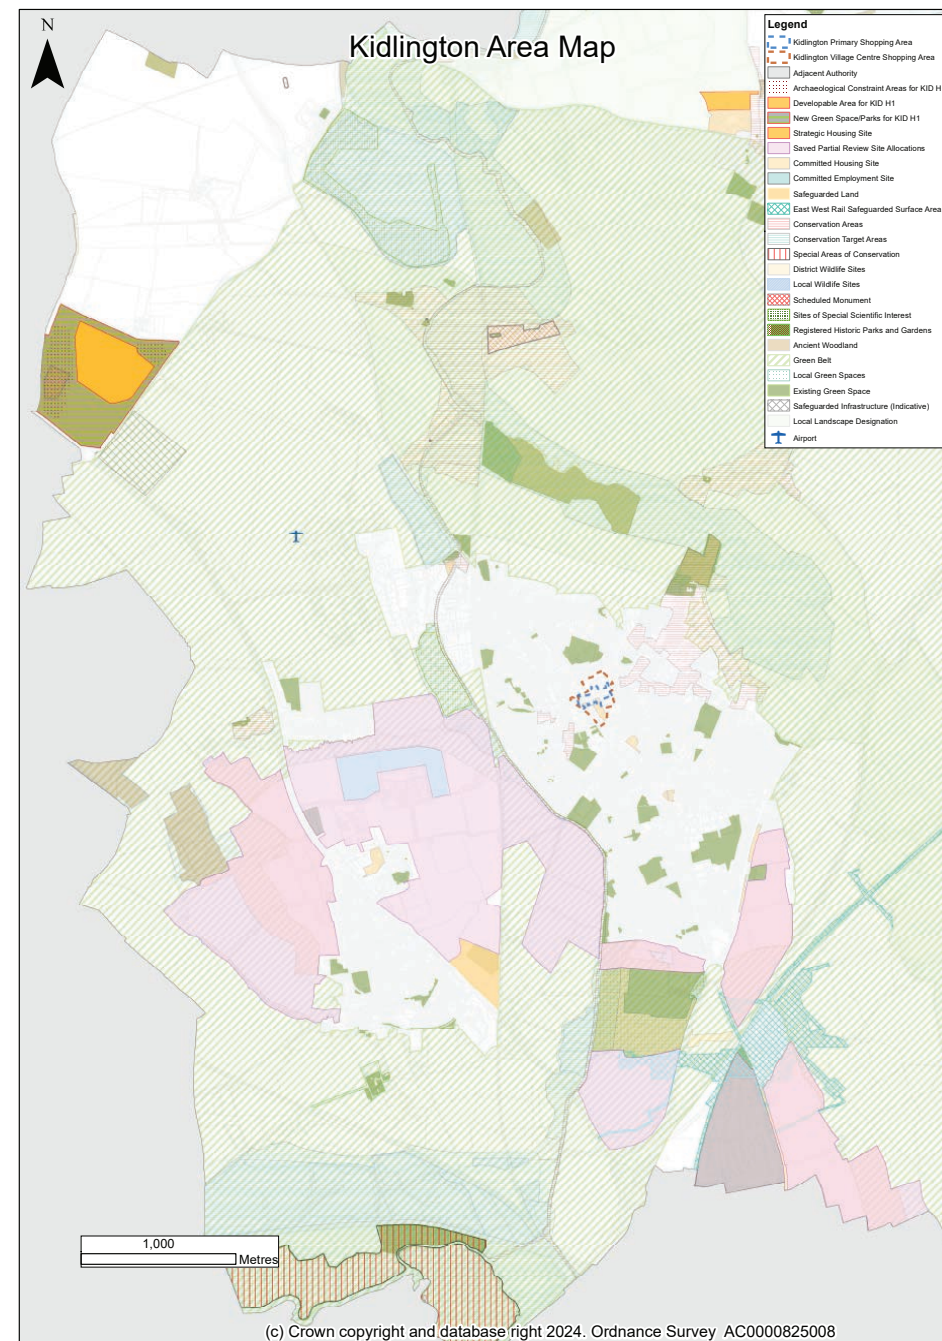 N
Kidlington Area Map
Legend
Kidlington Primary Shopping Area
Kidlington Village Centre Shopping Area
Adjacent Authority
Archaeological Constraint Areas for KID H
Developable Area for KID H1
New Green Space/Parks for KID H1
Strategic Housing Site
Saved Partial Review Site Allocations
Committed Housing Site
Committed Employment Site
Safeguarded Land
East West Rail Safeguarded Surface Area
Conservation Areas
Conservation Target Areas
Special Areas of Conservation
District Wildlife Sites
Local Wildlife Sites
Scheduled Monument
Sites of Special Scientific Interest
Registered Historic Parks and Gardens
Ancient Woodland
Green Belt
Local Green Spaces
Existing Green Space
Safeguarded Infrastructure (Indicative)
Local Landscape Designation
Airport
1,000
Metres
(c) Crown copyright and database right 2024. Ordnance Survey AC0000825008